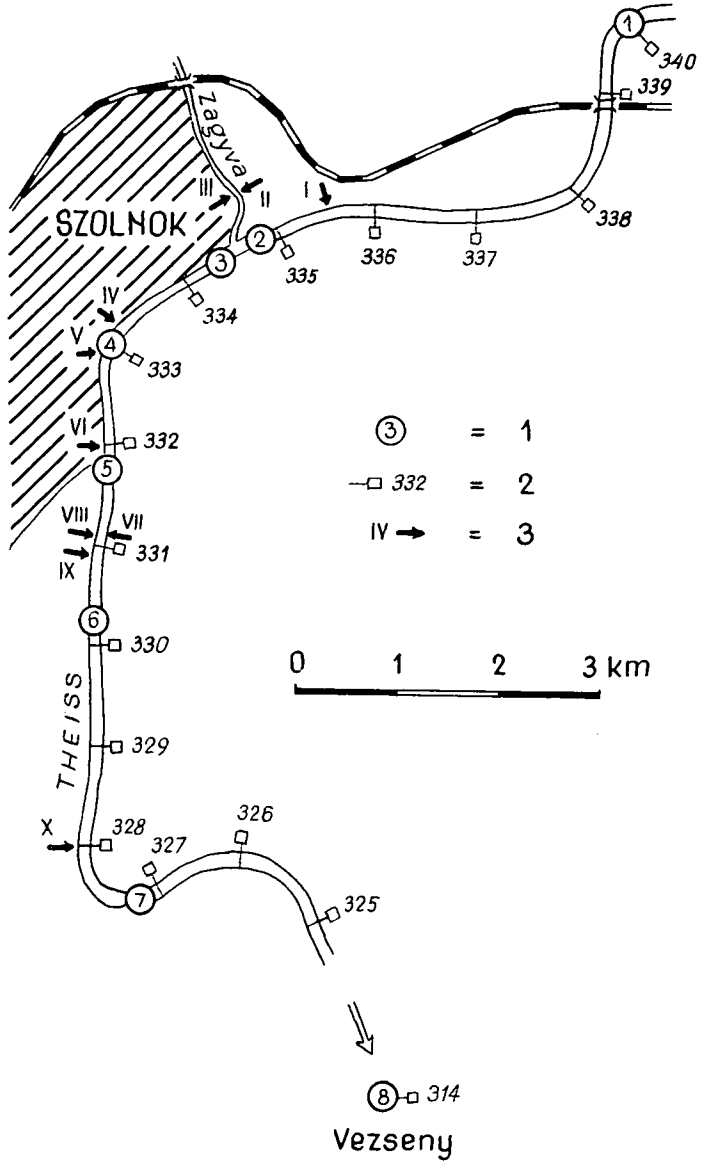 1
340
339
Zagyva
III
II
I
338
SZOLNOK
2
335
336
337
3
334
IV
V
4
333
3 = 1
VI
332
5
332 = 2
VIII
VII
IV = 3
331
IX
6
330
0 1 2 3 km
THEISS
329
X
328
327
326
7
325
8
314
Vezseny